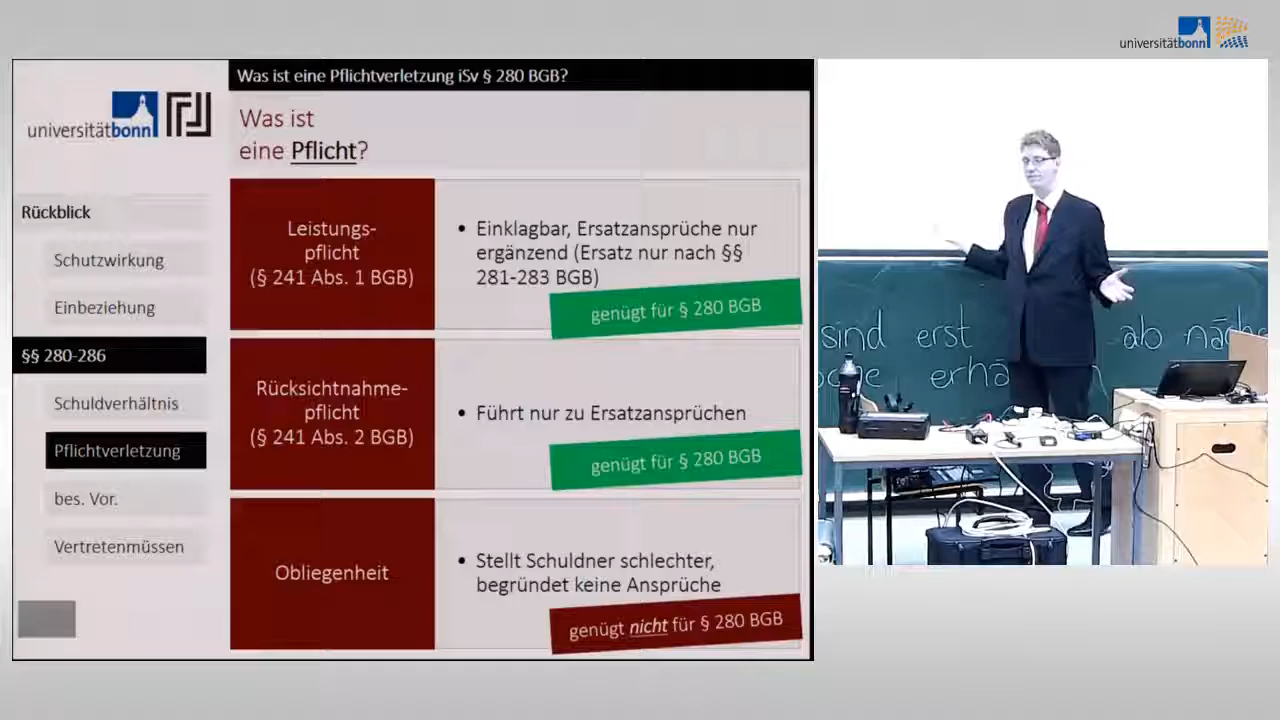 universitätbonn
Was ist eine Pflichtverletzung iSv § 280 BGB?
universitätbonn
Was ist
eine Pflicht?
Rückblick
Schutzwirkung
Einbeziehung
§§ 280-286
Schuldverhältnis
Pflichtverletzung
bes. Vor.
Vertretenmüssen
Leistungs-
pflicht
(§ 241 Abs. 1 BGB)
• Einklagbar, Ersatzansprüche nur
ergänzend (Ersatz nur nach §§
281-283 BGB)
genügt für § 280 BGB
Rücksichtnahme-
pflicht
(§ 241 Abs. 2 BGB)
• Führt nur zu Ersatzansprüchen
genügt für § 280 BGB
Obliegenheit
• Stellt Schuldner schlechter,
begründet keine Ansprüche
genügt nicht für § 280 BGB
sind erst ab